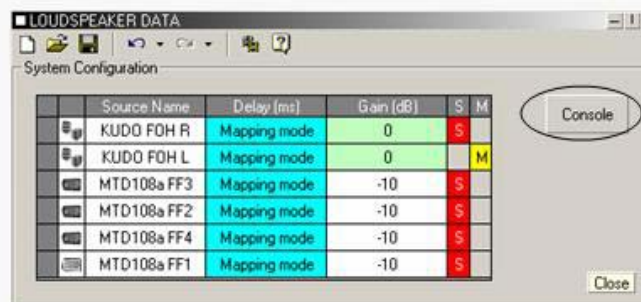 LOUDSPEAKER DATA
System Configuration
Source Name Delay (ms) Gain (dB) S M
KUDO FOH R Mapping mode 0 S
KUDO FOH L Mapping mode 0 M
MTD108a FF3 Mapping mode -10 S
MTD108a FF2 Mapping mode -10 S
MTD108a FF4 Mapping mode -10 S
MTD108a FF1 Mapping mode -10 S
Console
Close